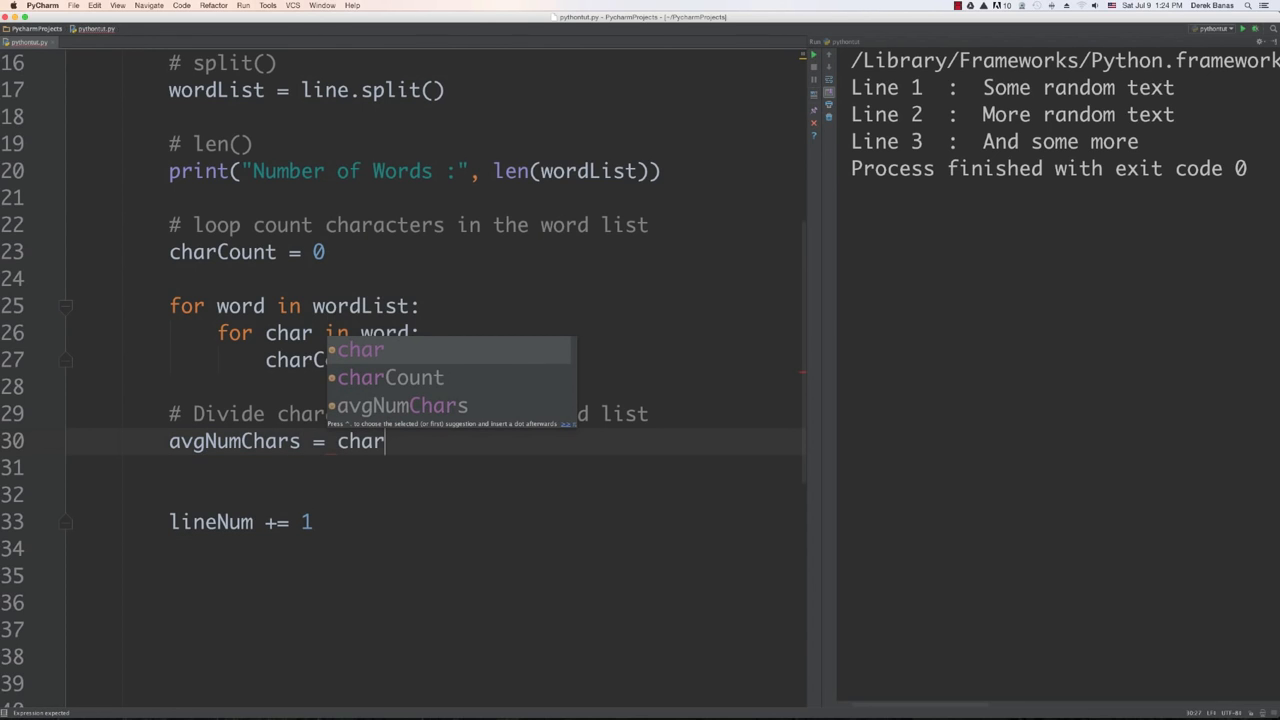 PyCharm File Edit View Navigate Code Refactor Run Tools VCS Window Help
10 Sat Jul 9 1:24 PM Derek Banas
pythontut.py - PycharmProjects - [~/PycharmProjects]
PycharmProjects pythontut.py pythontut
pythontut.py
Run pythontut
16 # split()
17 wordList = line.split()
18
19 # len()
20 print("Number of Words :", len(wordList))
21
22 # loop count characters in the word list
23 charCount = 0
24
25 for word in wordList:
26 for char in word:
27 charC
28
29 # Divide char d list
30 avgNumChars = char
31
32
33 lineNum += 1
34
35
36
37
38
39
char
charCount
avgNumChars
Press ^. to choose the selected (or first) suggestion and insert a dot afterwards >>
/Library/Frameworks/Python.framework
Line 1 : Some random text
Line 2 : More random text
Line 3 : And some more
Process finished with exit code 0
Expression expected
30:27 LF÷ UTF-8÷